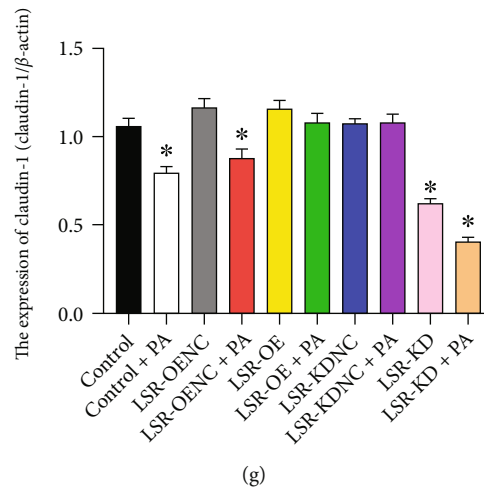 The expression of claudin-1 (claudin-1/β-actin)
1.5
1.0
0.5
0.0
*
*
*
*
Control
Control + PA
LSR-OENC
LSR-OENC + PA
LSR-OE
LSR-OE + PA
LSR-KDNC
LSR-KDNC + PA
LSR-KD
LSR-KD + PA
(g)